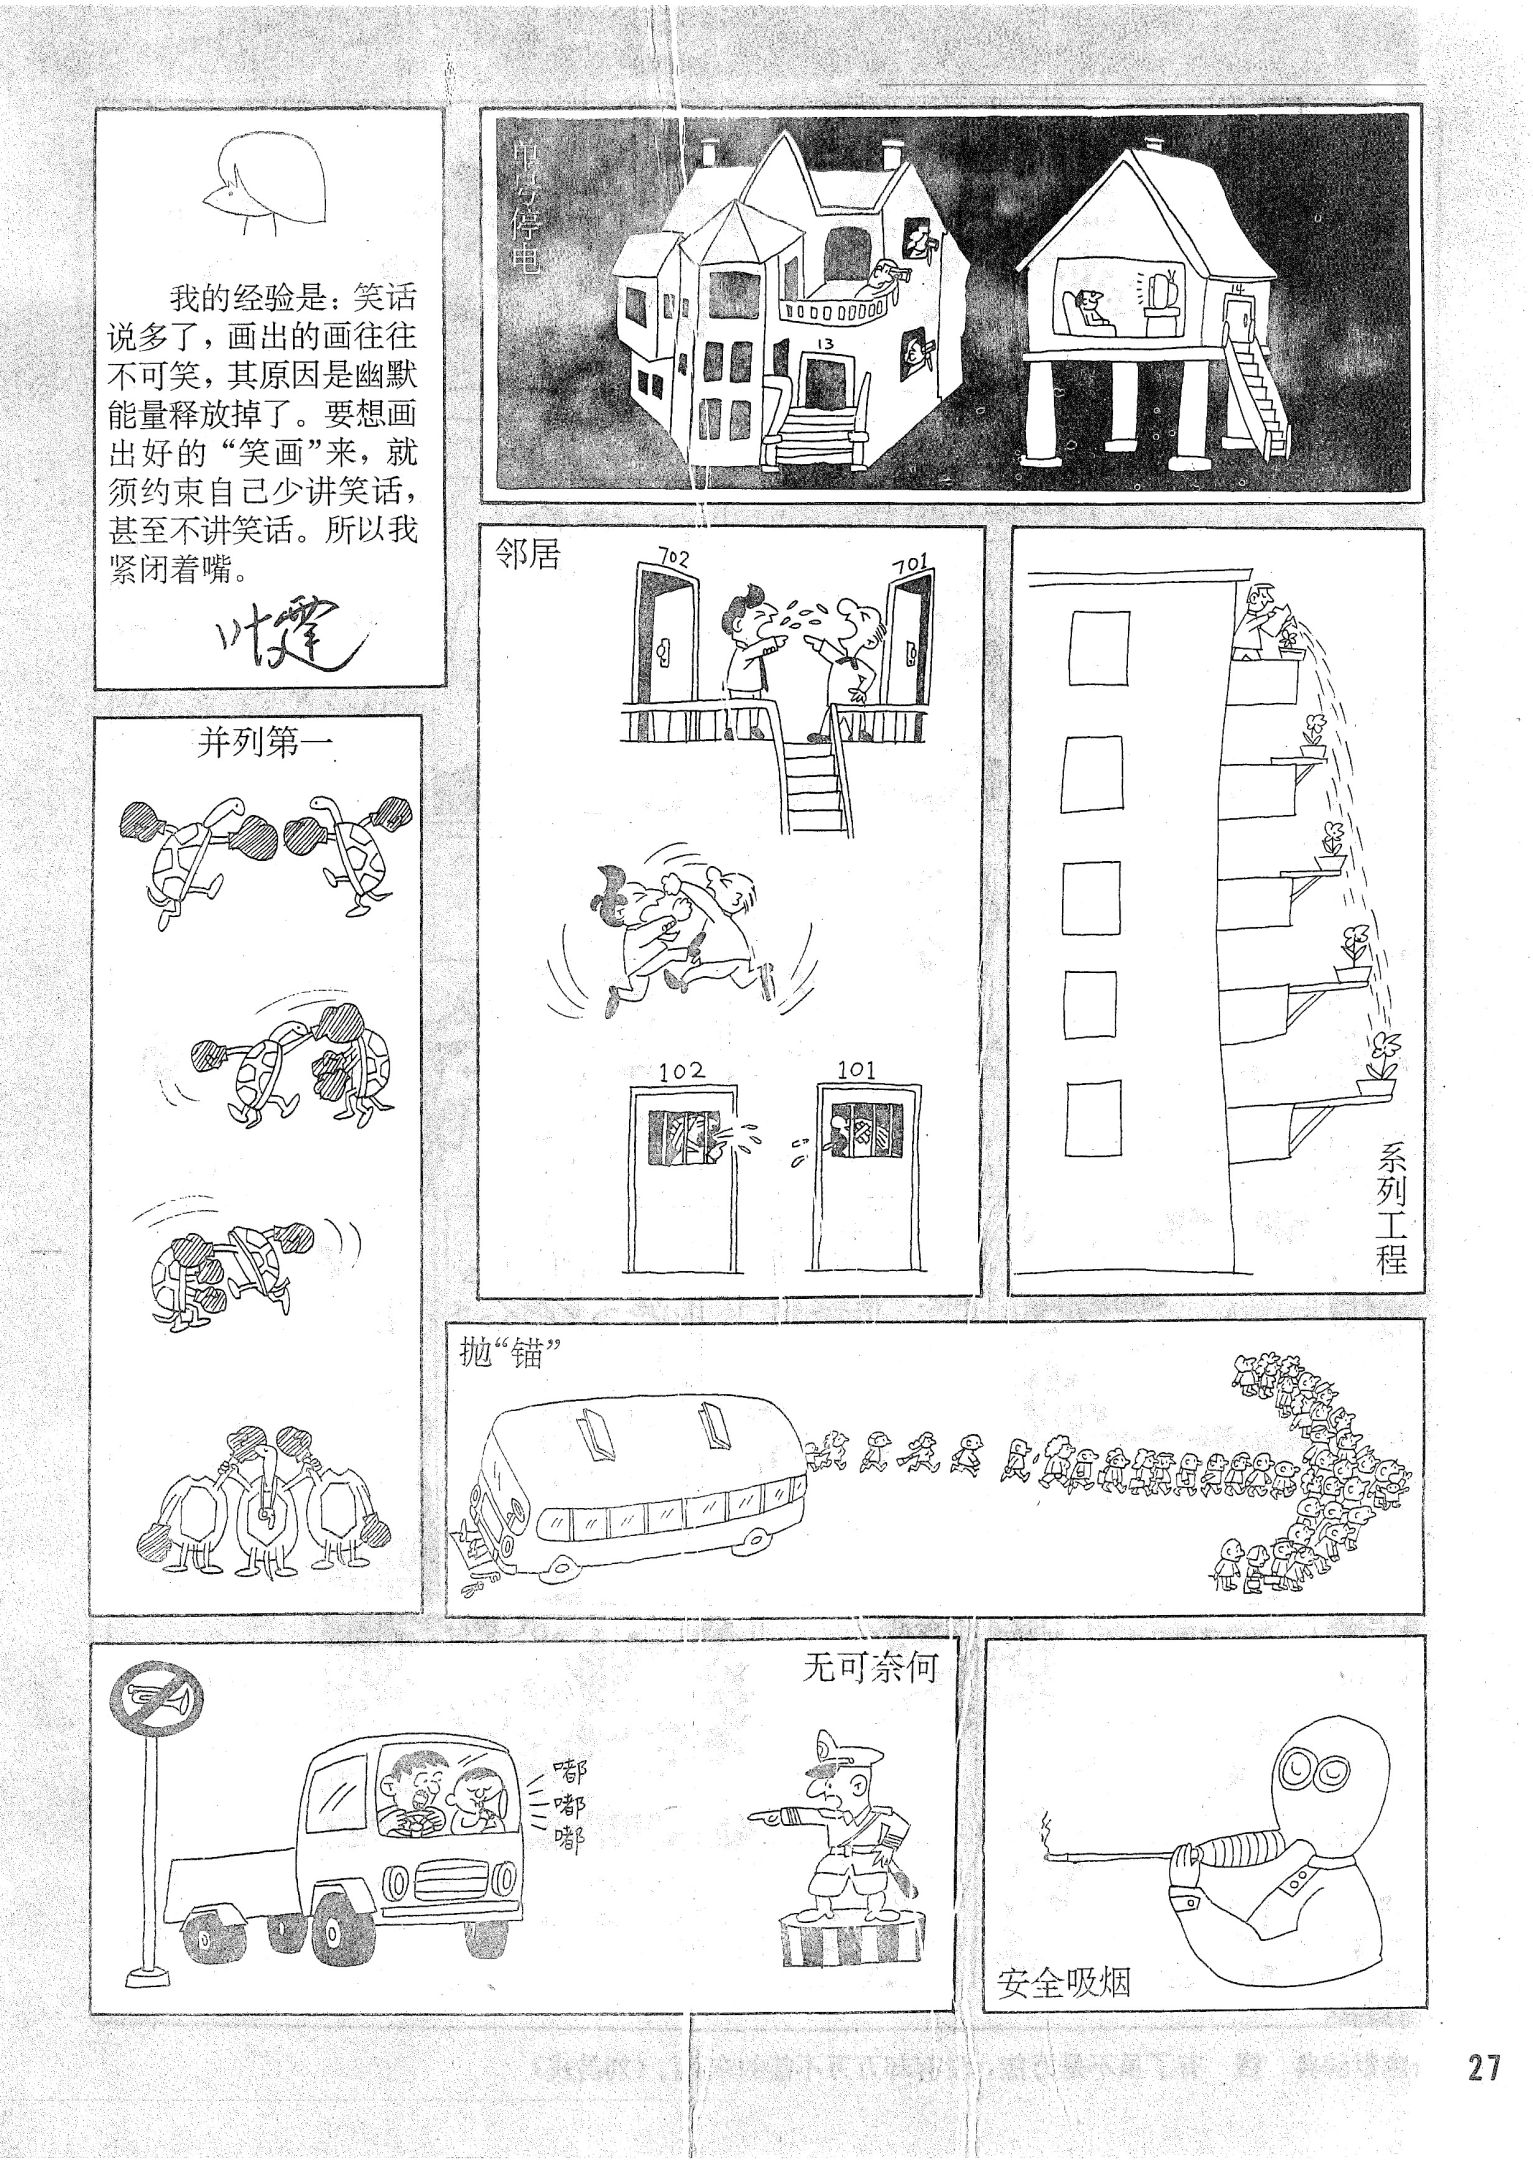 我的经验是：笑话
说多了，画出的画往往
不可笑，其原因是幽默
能量释放掉了。要想画
出好的“笑画”来，就
须约束自己少讲笑话，
甚至不讲笑话。所以我
紧闭着嘴。
叶霆
单号停电
13
14
邻居
702
701
102
101
系列工程
并列第一
抛“锚”
无可奈何
嘟
嘟
嘟
安全吸烟
27